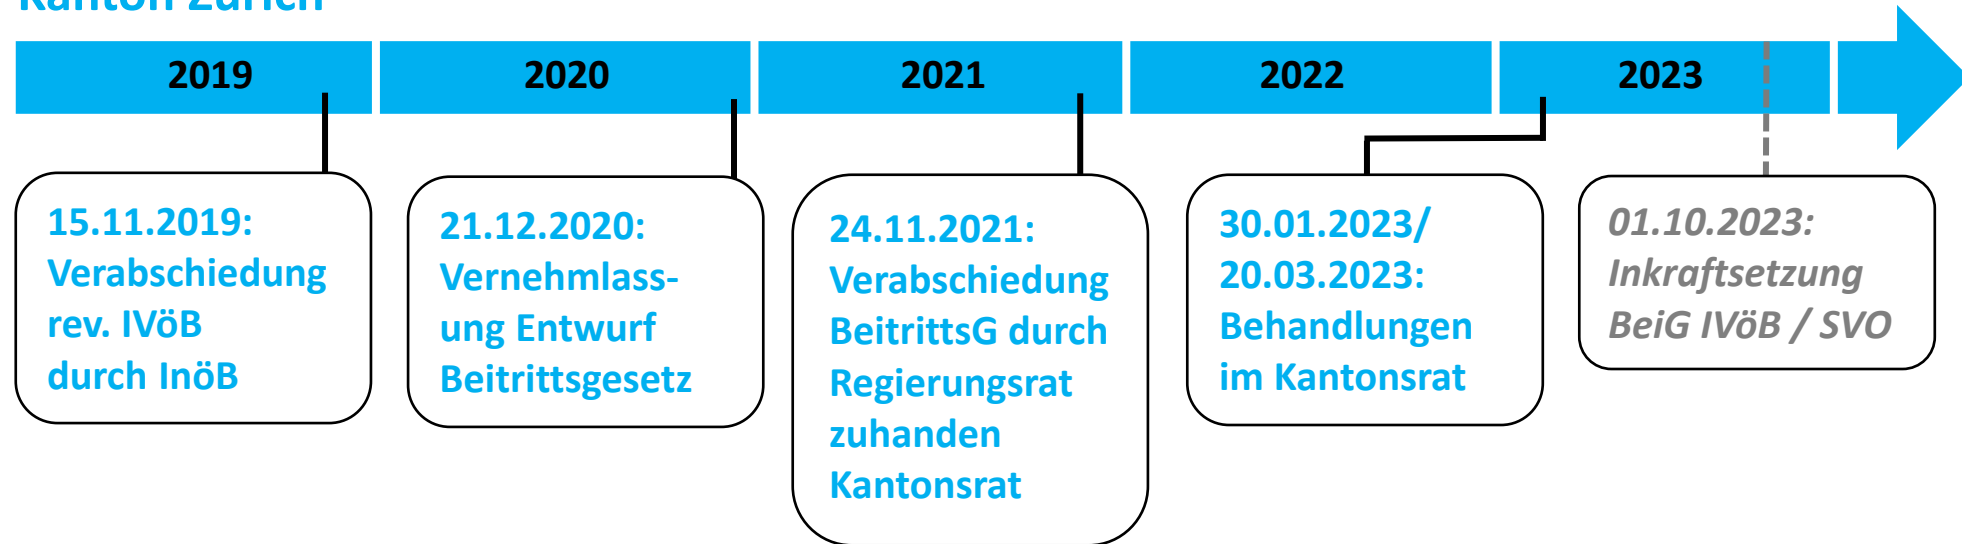 Kanton Zürich
2019
2020
2021
2022
2023
15.11.2019:
Verabschiedung
rev. IVöB
durch InöB
21.12.2020:
Vernehmlass-
ung Entwurf
Beitrittsgesetz
24.11.2021:
Verabschiedung
BeitrittsG durch
Regierungsrat
zuhanden
Kantonsrat
30.01.2023/
20.03.2023:
Behandlungen
im Kantonsrat
01.10.2023:
Inkraftsetzung
BeiG IVöB / SVO